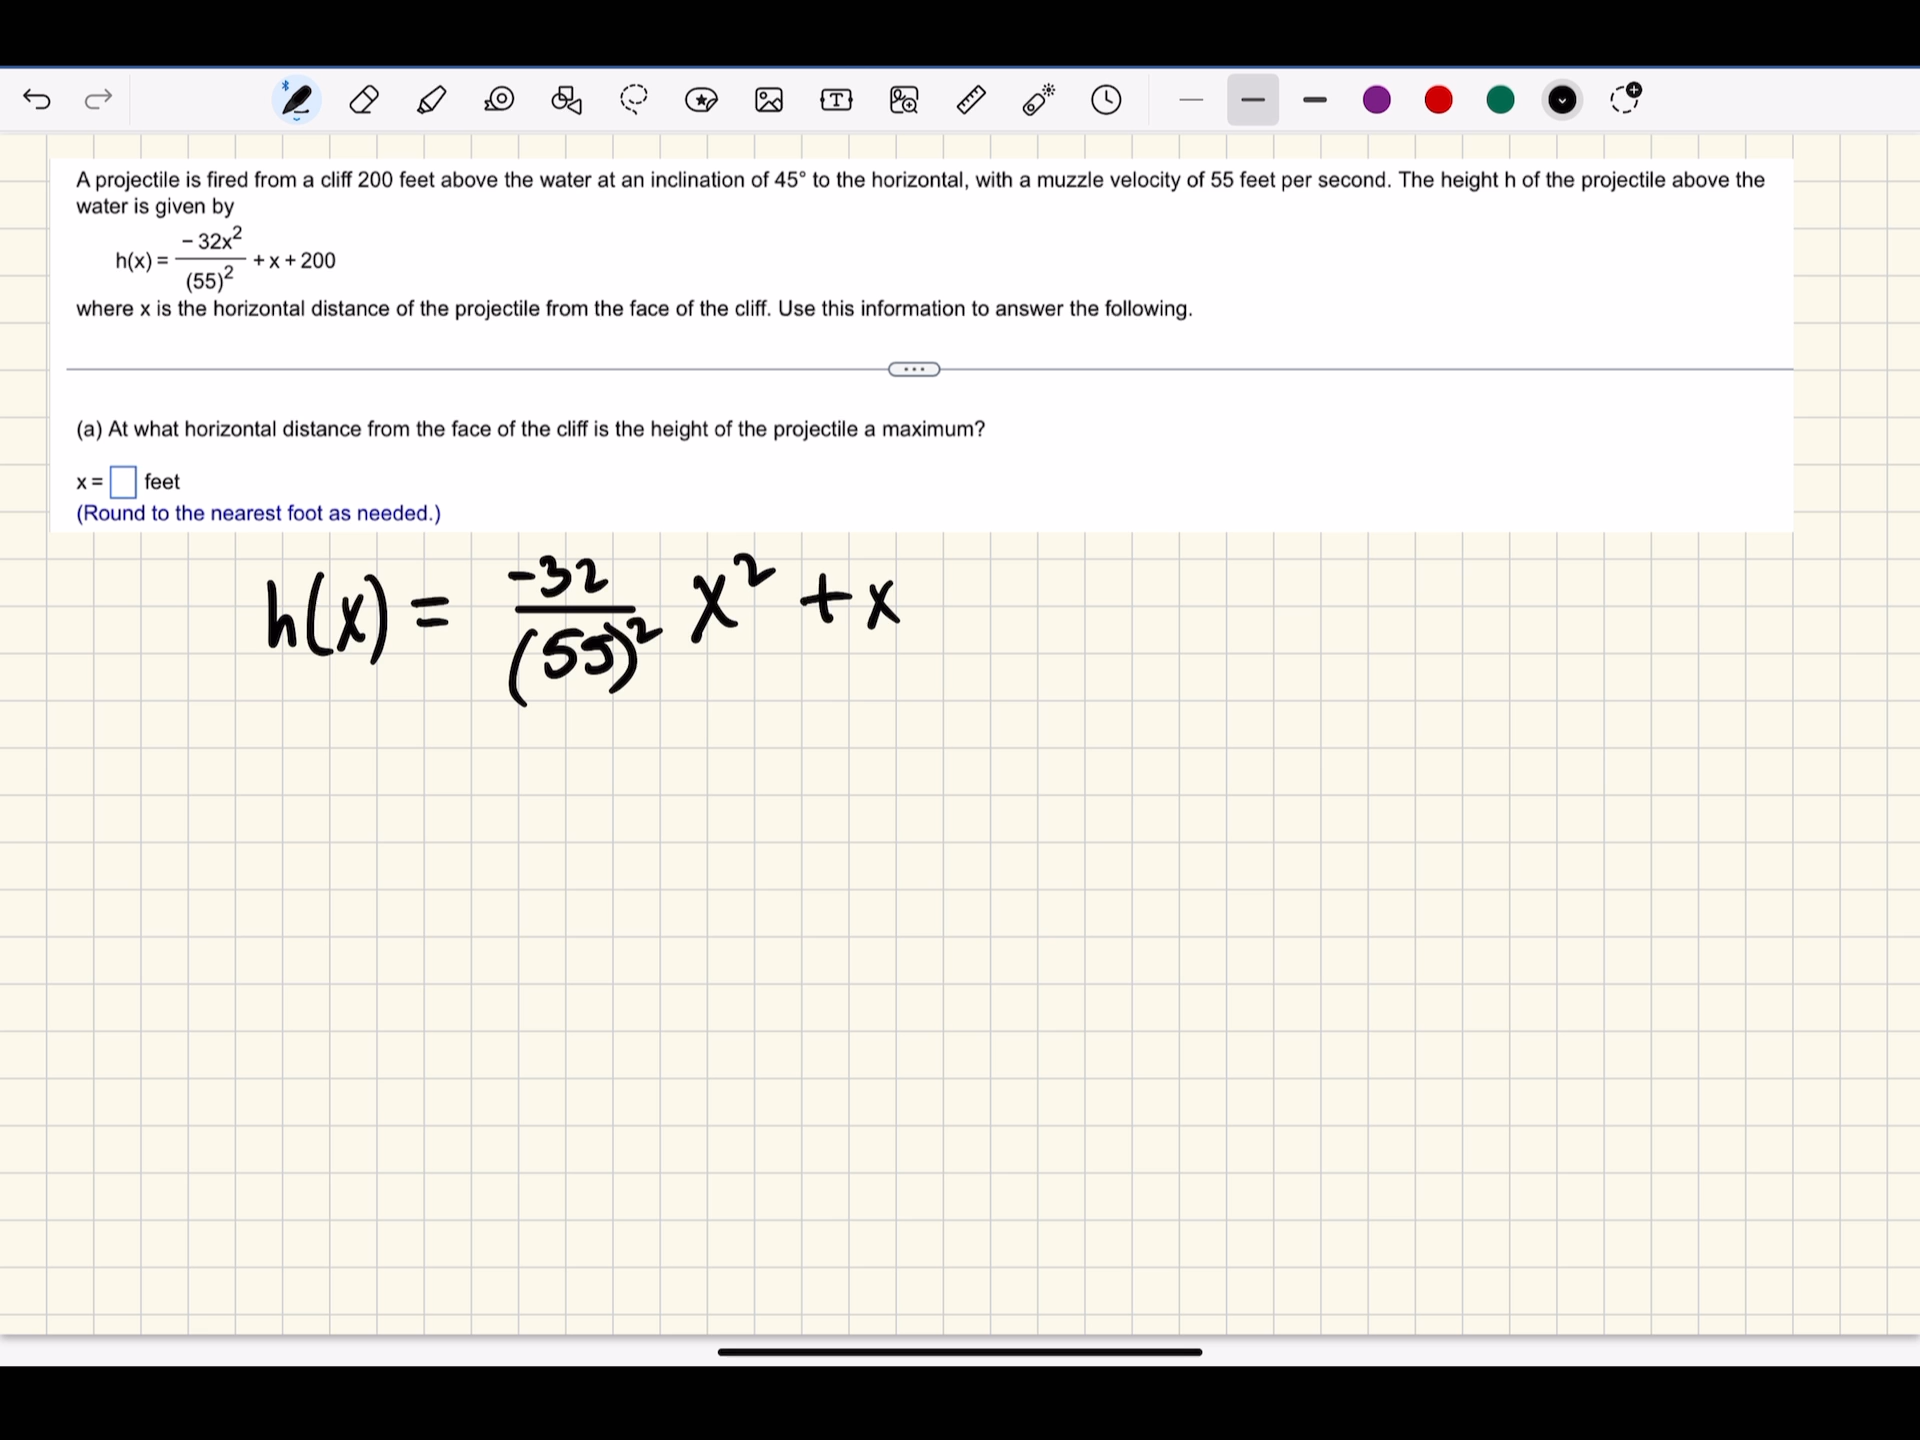 A projectile is fired from a cliff 200 feet above the water at an inclination of 45° to the horizontal, with a muzzle velocity of 55 feet per second. The height h of the projectile above the
water is given by
h(x) = −32x²/(55)² + x + 200
where x is the horizontal distance of the projectile from the face of the cliff. Use this information to answer the following.
(a) At what horizontal distance from the face of the cliff is the height of the projectile a maximum?
x = feet
(Round to the nearest foot as needed.)
h(x) = -32/(55)² x² + x